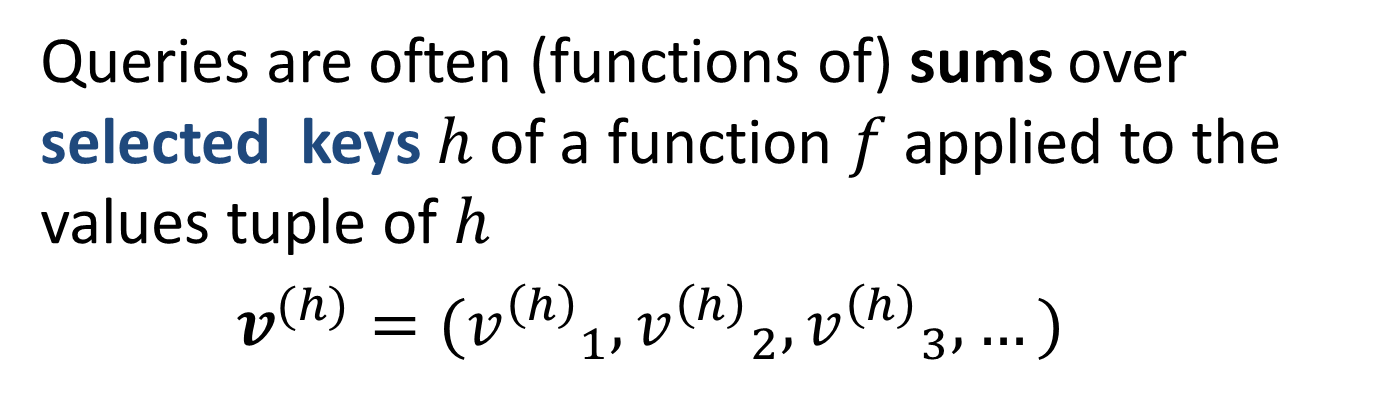 Queries are often (functions of) sums over
selected keys h of a function f applied to the
values tuple of h
v^(h) = (v^(h)_1, v^(h)_2, v^(h)_3, ... )